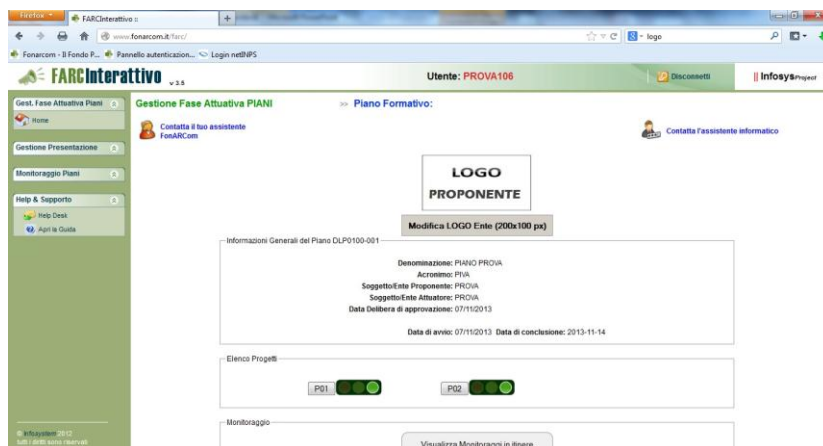 Firefox
FARCInterattivo ::
www.fonarcom.it/farc/
logo
Fonarcom - Il Fondo P...
Pannello autenticazion...
Login netINPS
FARCInterattivo v 3.5
Utente: PROVA106
Disconnetti
|| Infosysproject
Gest. Fase Attuativa Piani
Home
Gestione Presentazione
Monitoraggio Piani
Help & Supporto
Help Desk
Apri la Guida
Gestione Fase Attuativa PIANI
>> Piano Formativo:
Contatta il tuo assistente
FonARCom
Contatta l'assistente informatico
LOGO
PROPONENTE
Modifica LOGO Ente (200x100 px)
Informazioni Generali del Piano DLP0100-001
Denominazione: PIANO PROVA
Acronimo: PIVA
Soggetto/Ente Proponente: PROVA
Soggetto/Ente Attuatore: PROVA
Data Delibera di approvazione: 07/11/2013
Data di avvio: 07/11/2013 Data di conclusione: 2013-11-14
Elenco Progetti
P01
P02
Monitoraggio
Visualizza Monitoraggi in itinere
© Infosystem 2012
tutti i diritti sono riservati